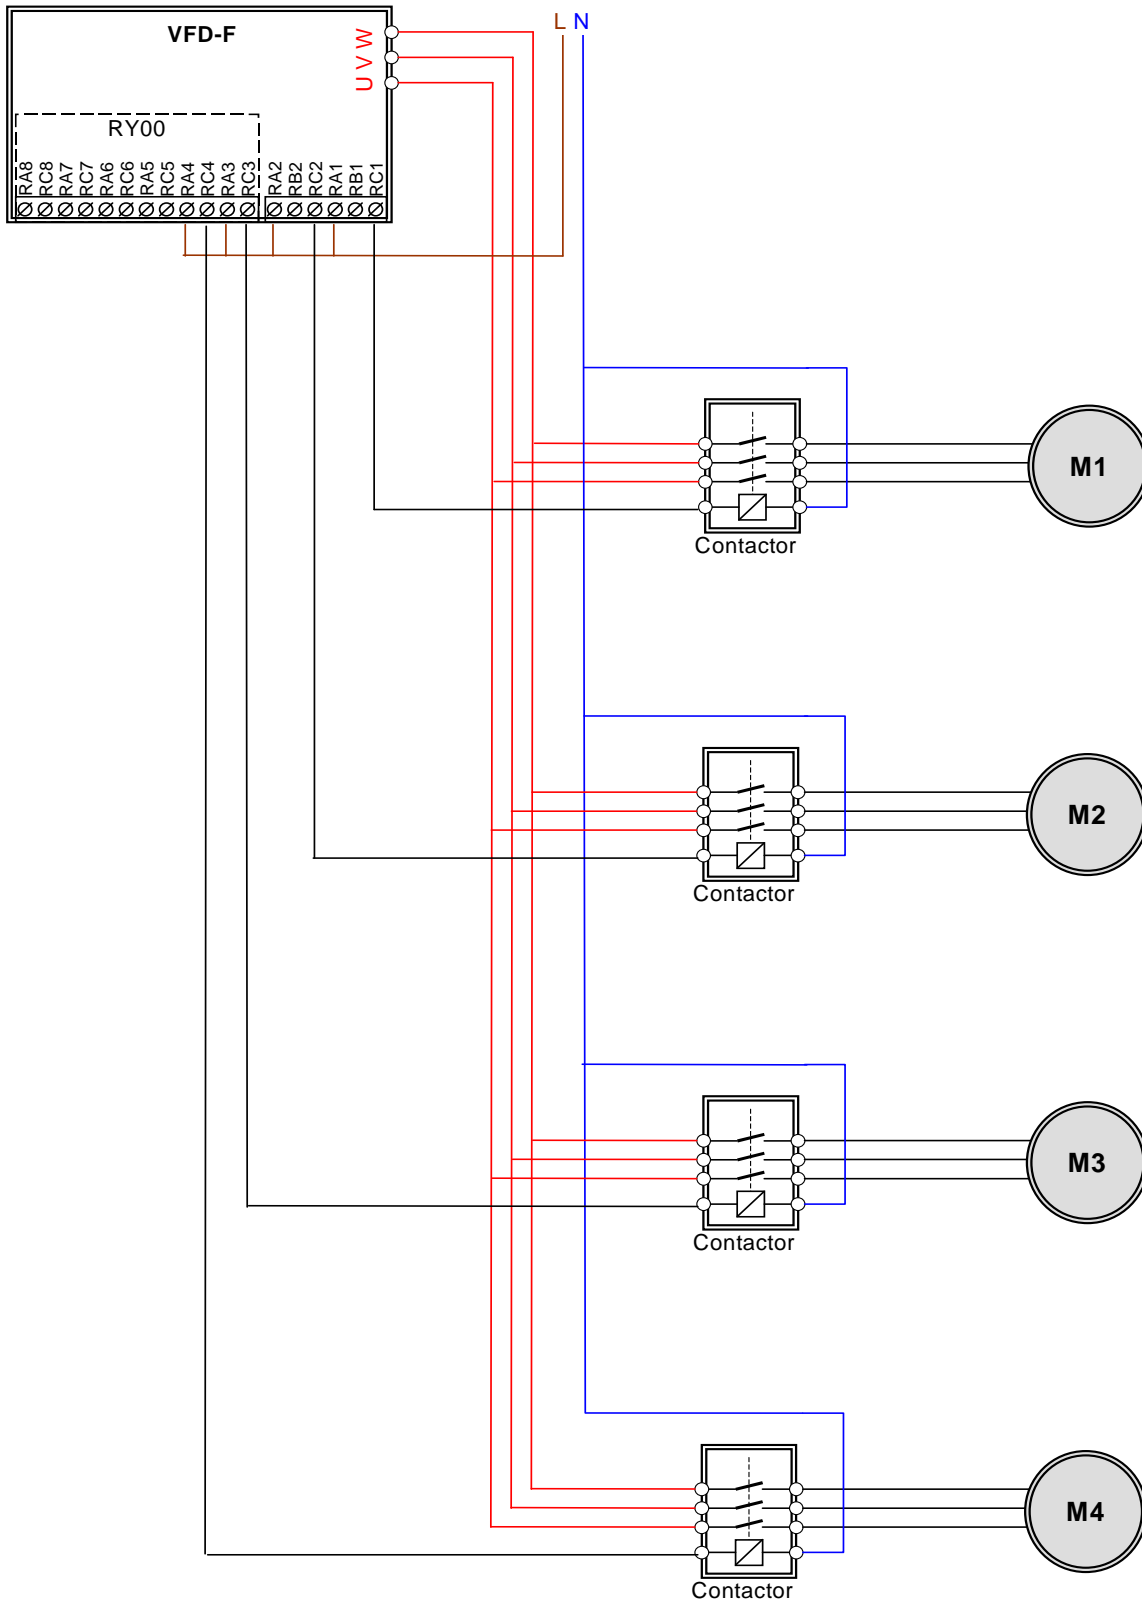 L N
VFD-F
U V W
RY00
RA8 RC8 RA7 RC7 RA6 RC6 RA5 RC5 RA4 RC4 RA3 RC3 RA2 RB2 RC2 RA1 RB1 RC1
M1
Contactor
M2
Contactor
M3
Contactor
M4
Contactor